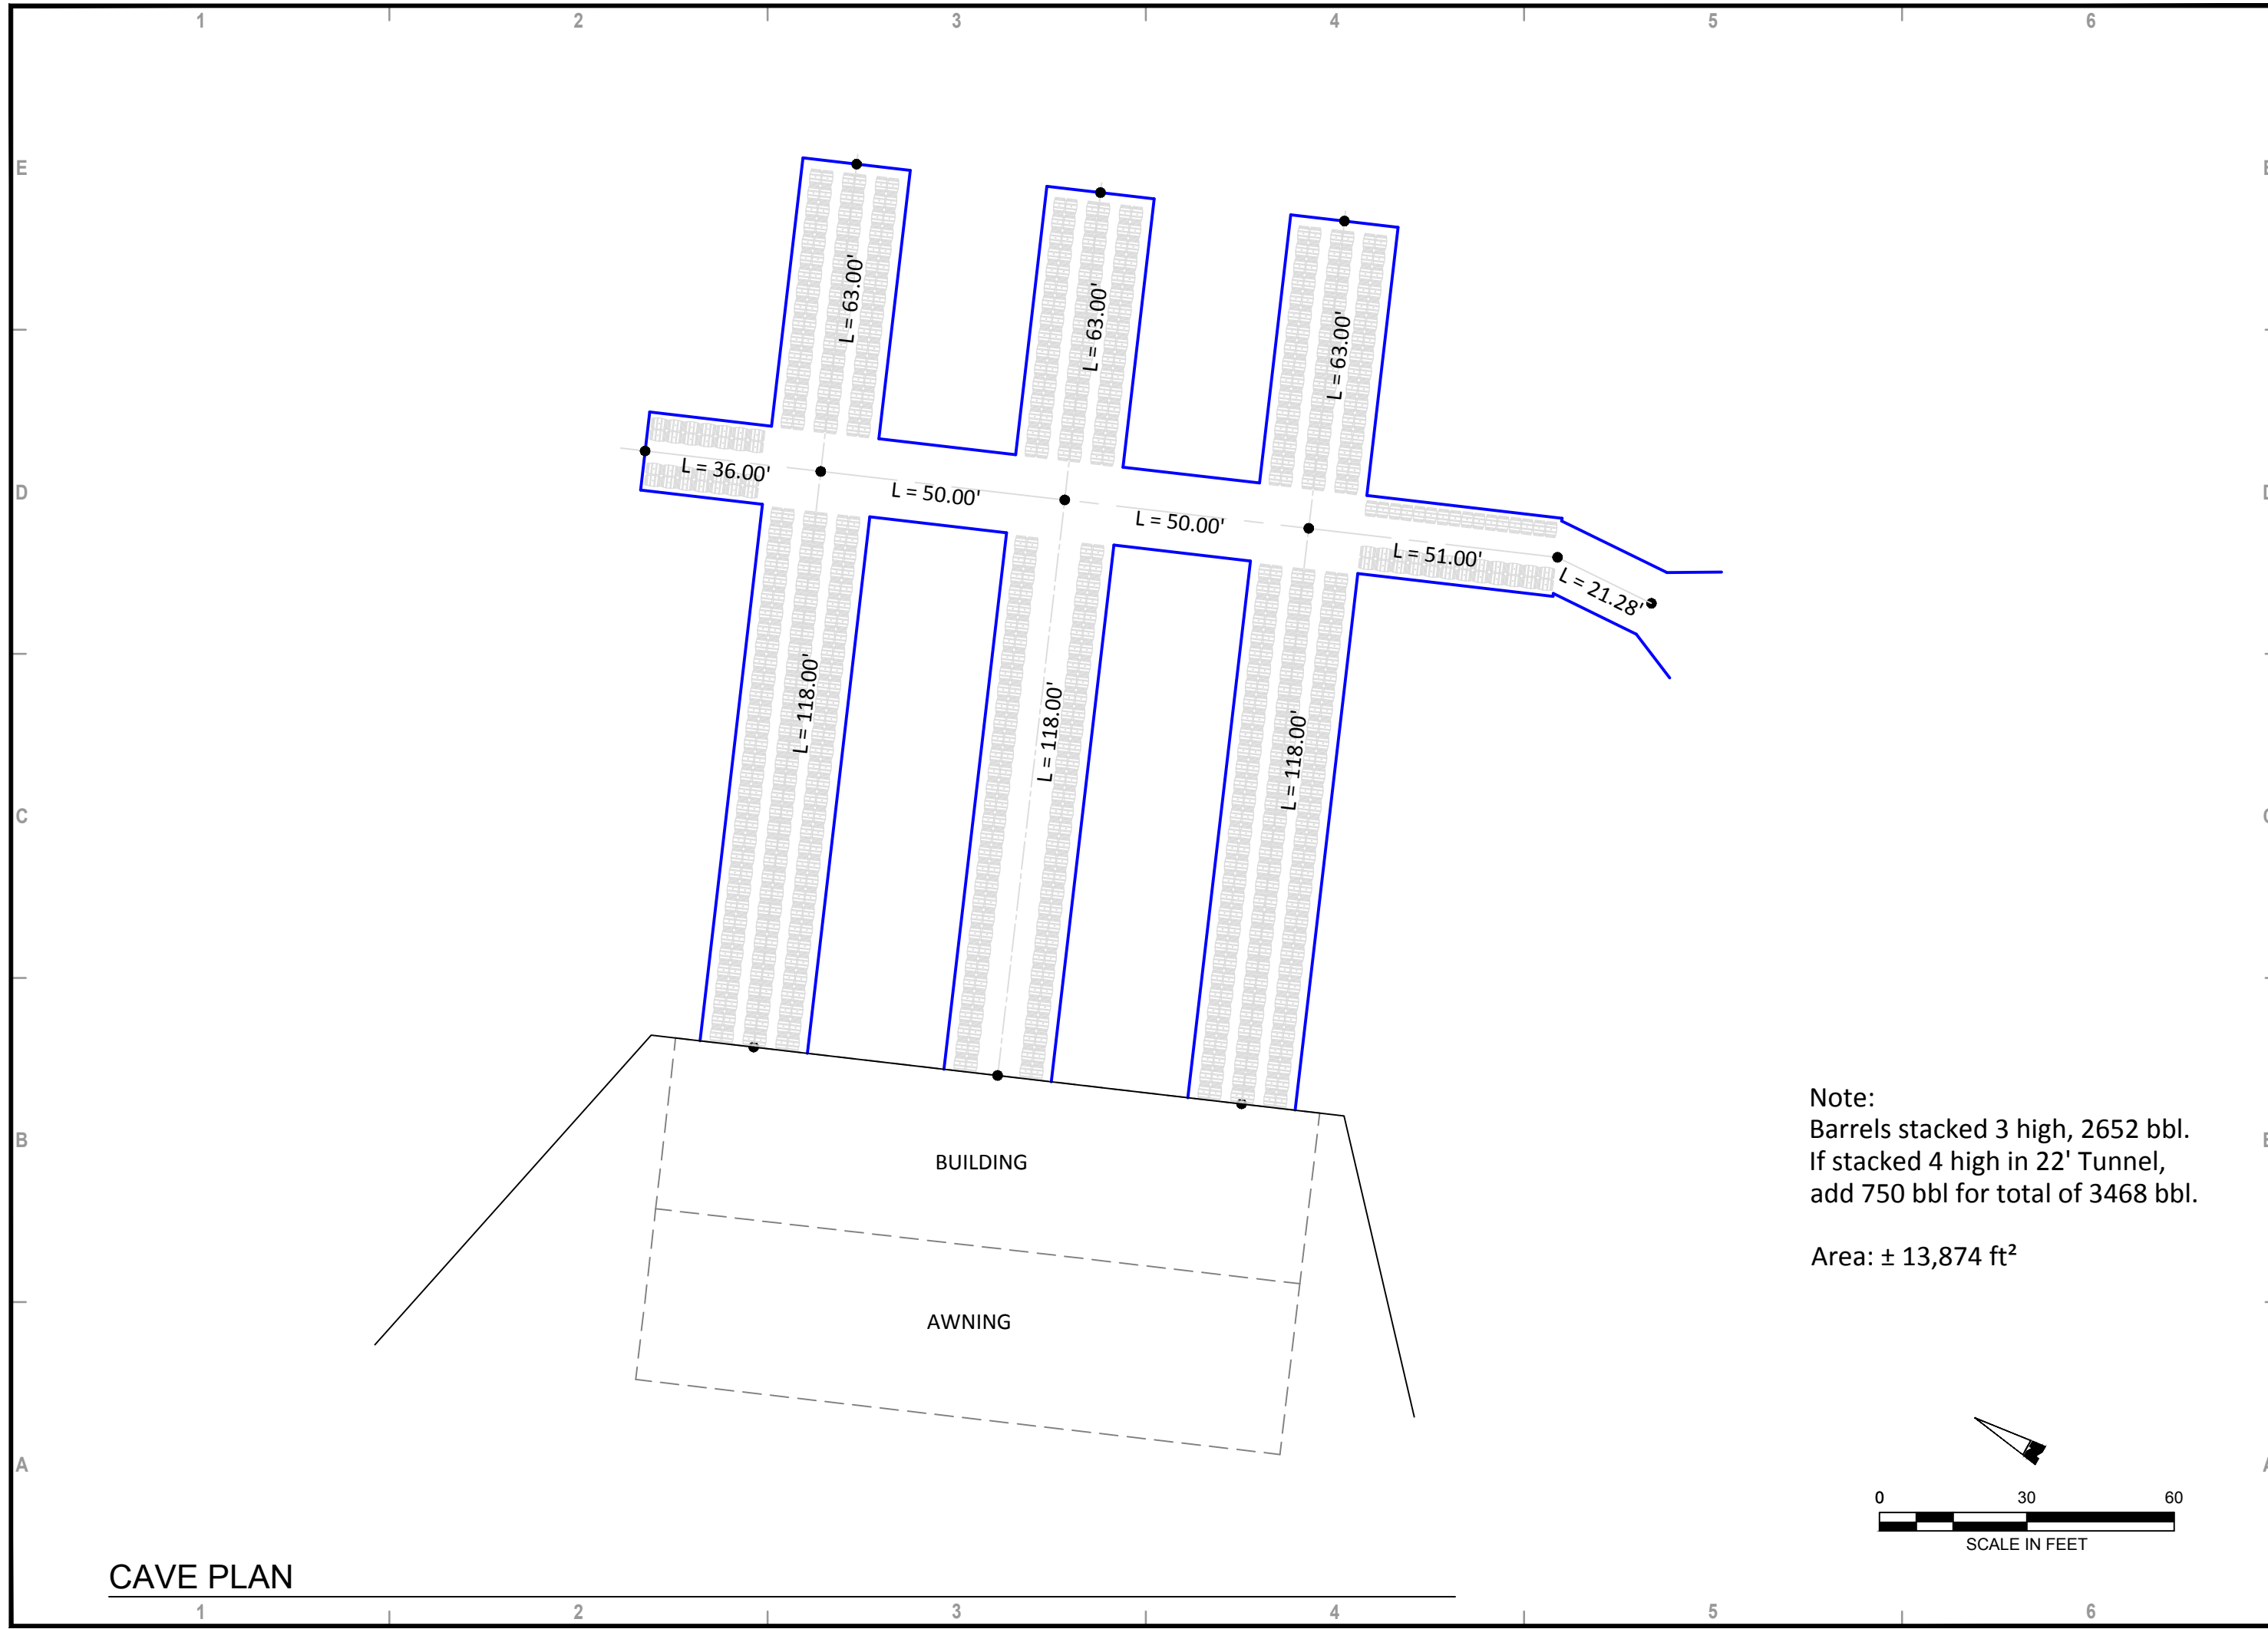 1 2 3 4 5 6
E
E
L = 63.00'
L = 63.00'
L = 63.00'
D
D
L = 36.00'
L = 50.00'
L = 50.00'
L = 51.00'
L = 21.28'
L = 118.00'
L = 118.00'
L = 118.00'
C
C
Note:
Barrels stacked 3 high, 2652 bbl.
If stacked 4 high in 22' Tunnel,
add 750 bbl for total of 3468 bbl.
Area: ± 13,874 ft²
B
B
BUILDING
AWNING
A
A
0 30 60
SCALE IN FEET
CAVE PLAN
1 2 3 4 5 6